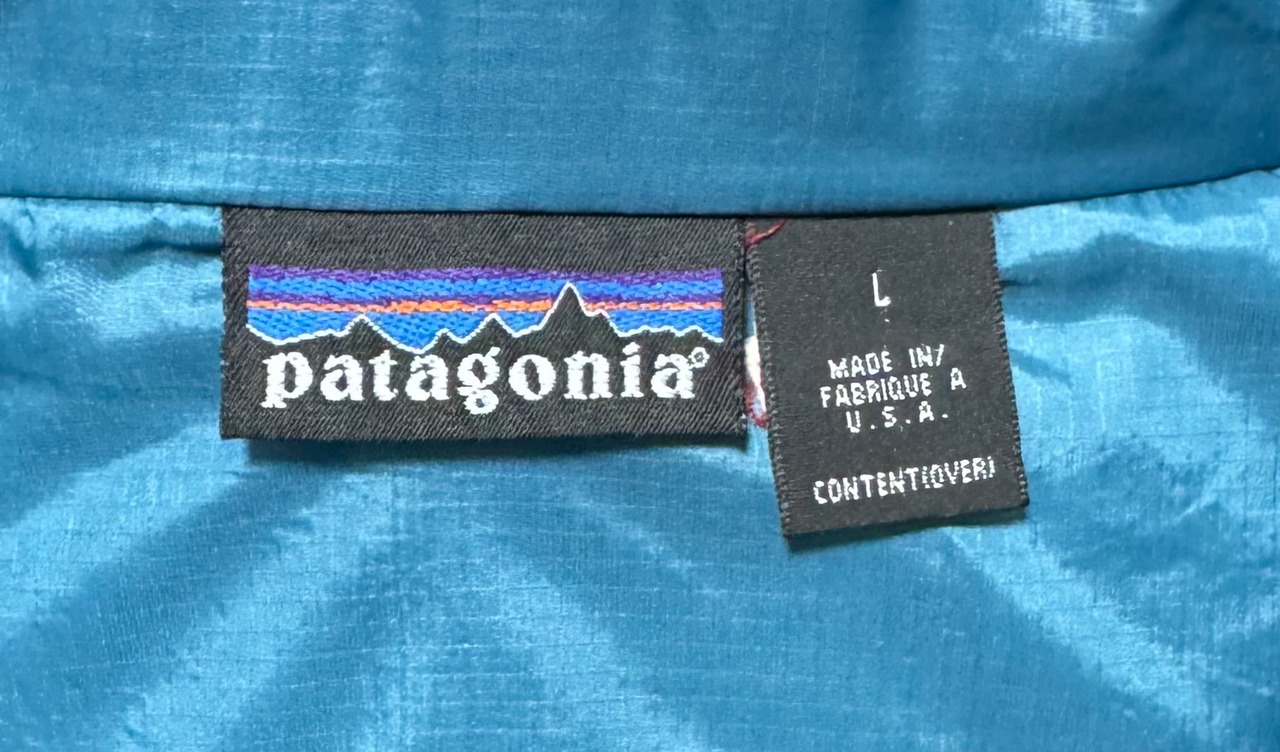 patagonia®
L
MADE IN/
FABRIQUE A
U.S.A.
CONTENT(OVER)